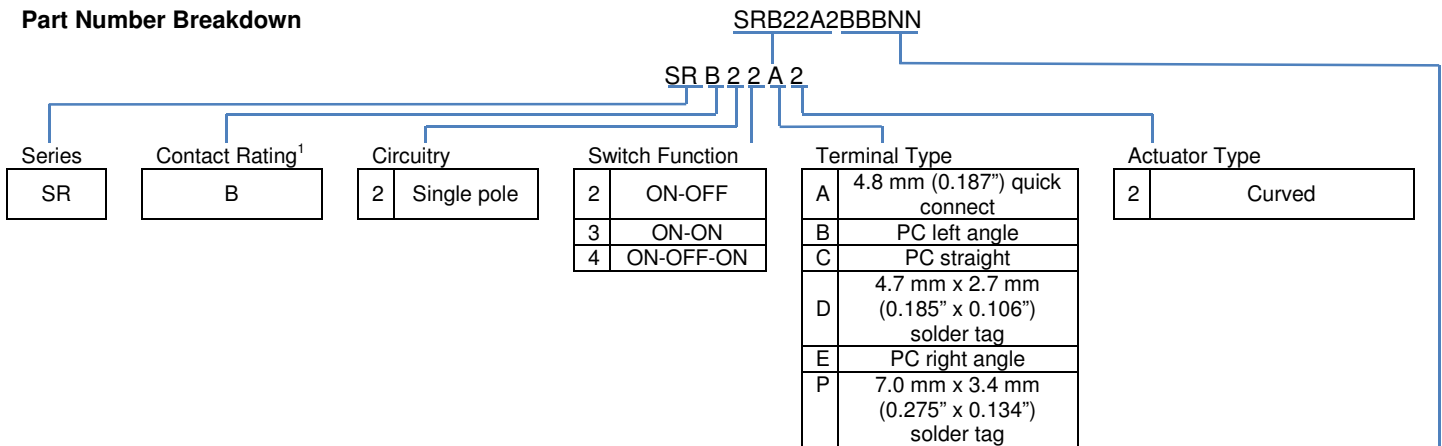 Part Number Breakdown
SRB22A2BBBNN
SR B 2 2 A 2
Series
SR
Contact Rating1
B
Circuitry
2 Single pole
Switch Function
2 ON-OFF
3 ON-ON
4 ON-OFF-ON
Terminal Type
A 4.8 mm (0.187”) quick
connect
B PC left angle
C PC straight
D 4.7 mm x 2.7 mm
(0.185” x 0.106”)
solder tag
E PC right angle
P 7.0 mm x 3.4 mm
(0.275” x 0.134”)
solder tag
Actuator Type
2 Curved